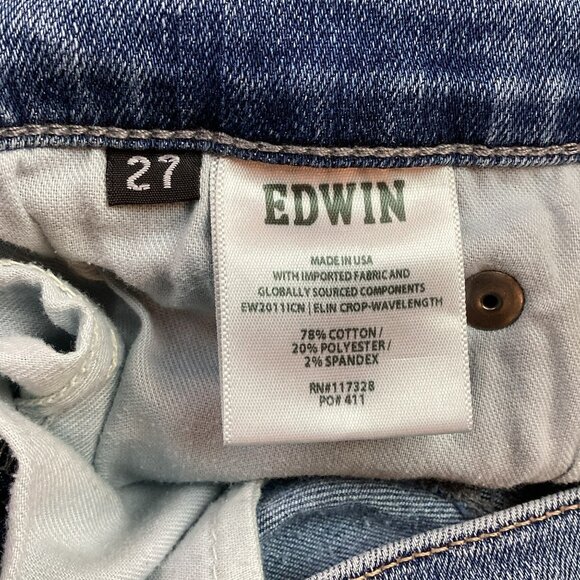 27
EDWIN
MADE IN USA
WITH IMPORTED FABRIC AND
GLOBALLY SOURCED COMPONENTS
EW2011ICN | ELIN CROP-WAVELENGTH
78% COTTON /
20% POLYESTER /
2% SPANDEX
RN#117328
PO# 411